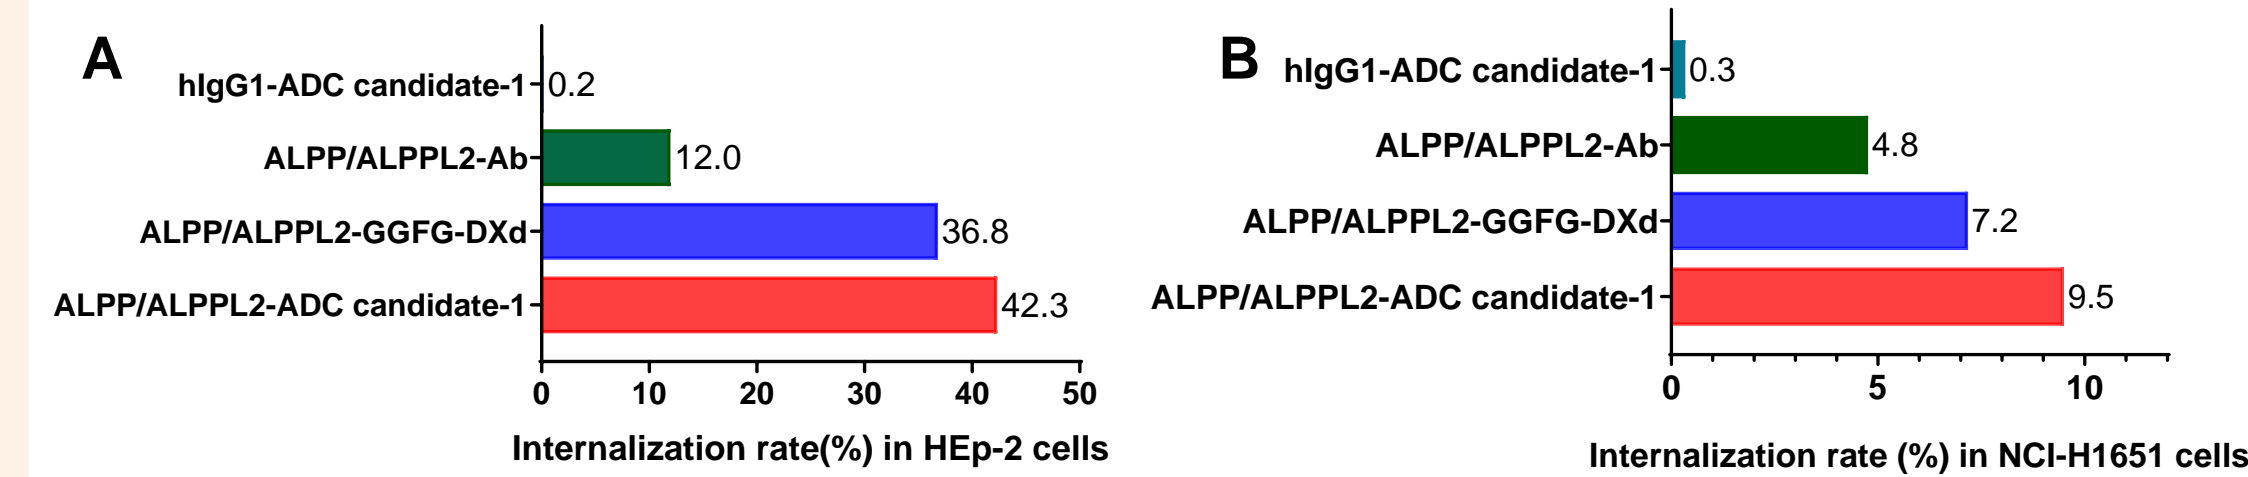 A
hIgG1-ADC candidate-1 0.2
ALPP/ALPPL2-Ab 12.0
ALPP/ALPPL2-GGFG-DXd 36.8
ALPP/ALPPL2-ADC candidate-1 42.3
0 10 20 30 40 50
Internalization rate(%) in HEp-2 cells
B
hIgG1-ADC candidate-1 0.3
ALPP/ALPPL2-Ab 4.8
ALPP/ALPPL2-GGFG-DXd 7.2
ALPP/ALPPL2-ADC candidate-1 9.5
0 5 10
Internalization rate (%) in NCI-H1651 cells